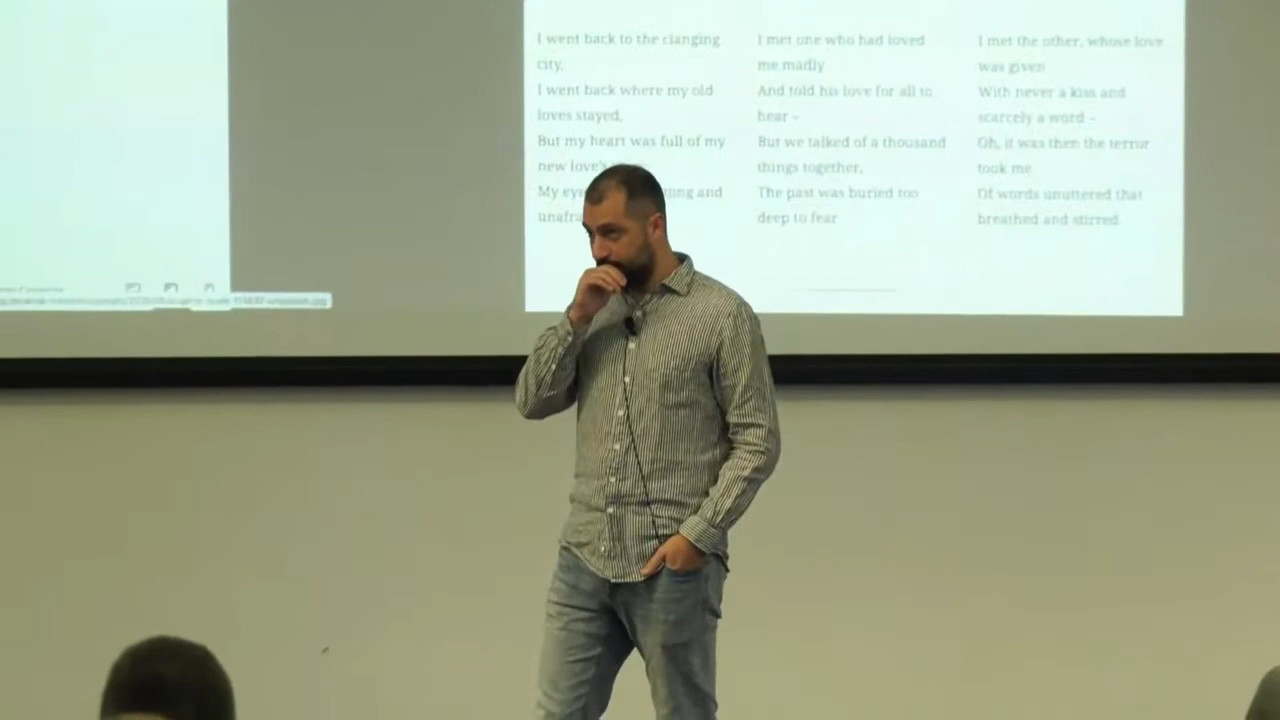 I went back to the clanging
city,
I went back where my old
loves stayed,
But my heart was full of my
new love's
My eyes and
unafra
I met one who had loved
me madly
And told his love for all to
hear –
But we talked of a thousand
things together,
The past was buried too
deep to fear
I met the other, whose love
was given
With never a kiss and
scarcely a word –
Oh, it was then the terror
took me
Of words unuttered that
breathed and stirred.